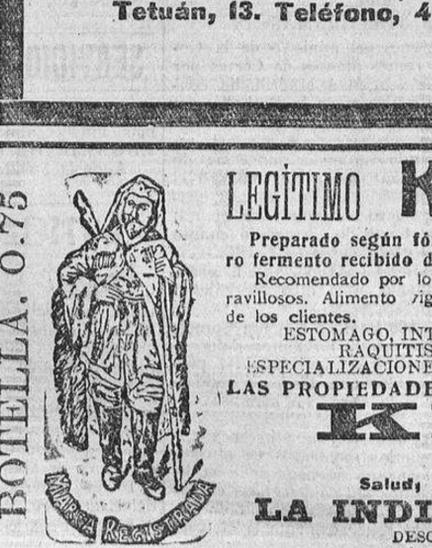 Tetuán, 13. Teléfono, 4
BOTELLA, 0.75
MARCA REGISTRADA
LEGÍTIMO K
Preparado según fó
ro fermento recibido d
Recomendado por lo
ravillosos. Alimento rig
de los clientes.
ESTOMAGO, INT
RAQUITIS
ESPECIALIZACIONE
LAS PROPIEDADE
K
Salud,
LA INDI
DESC